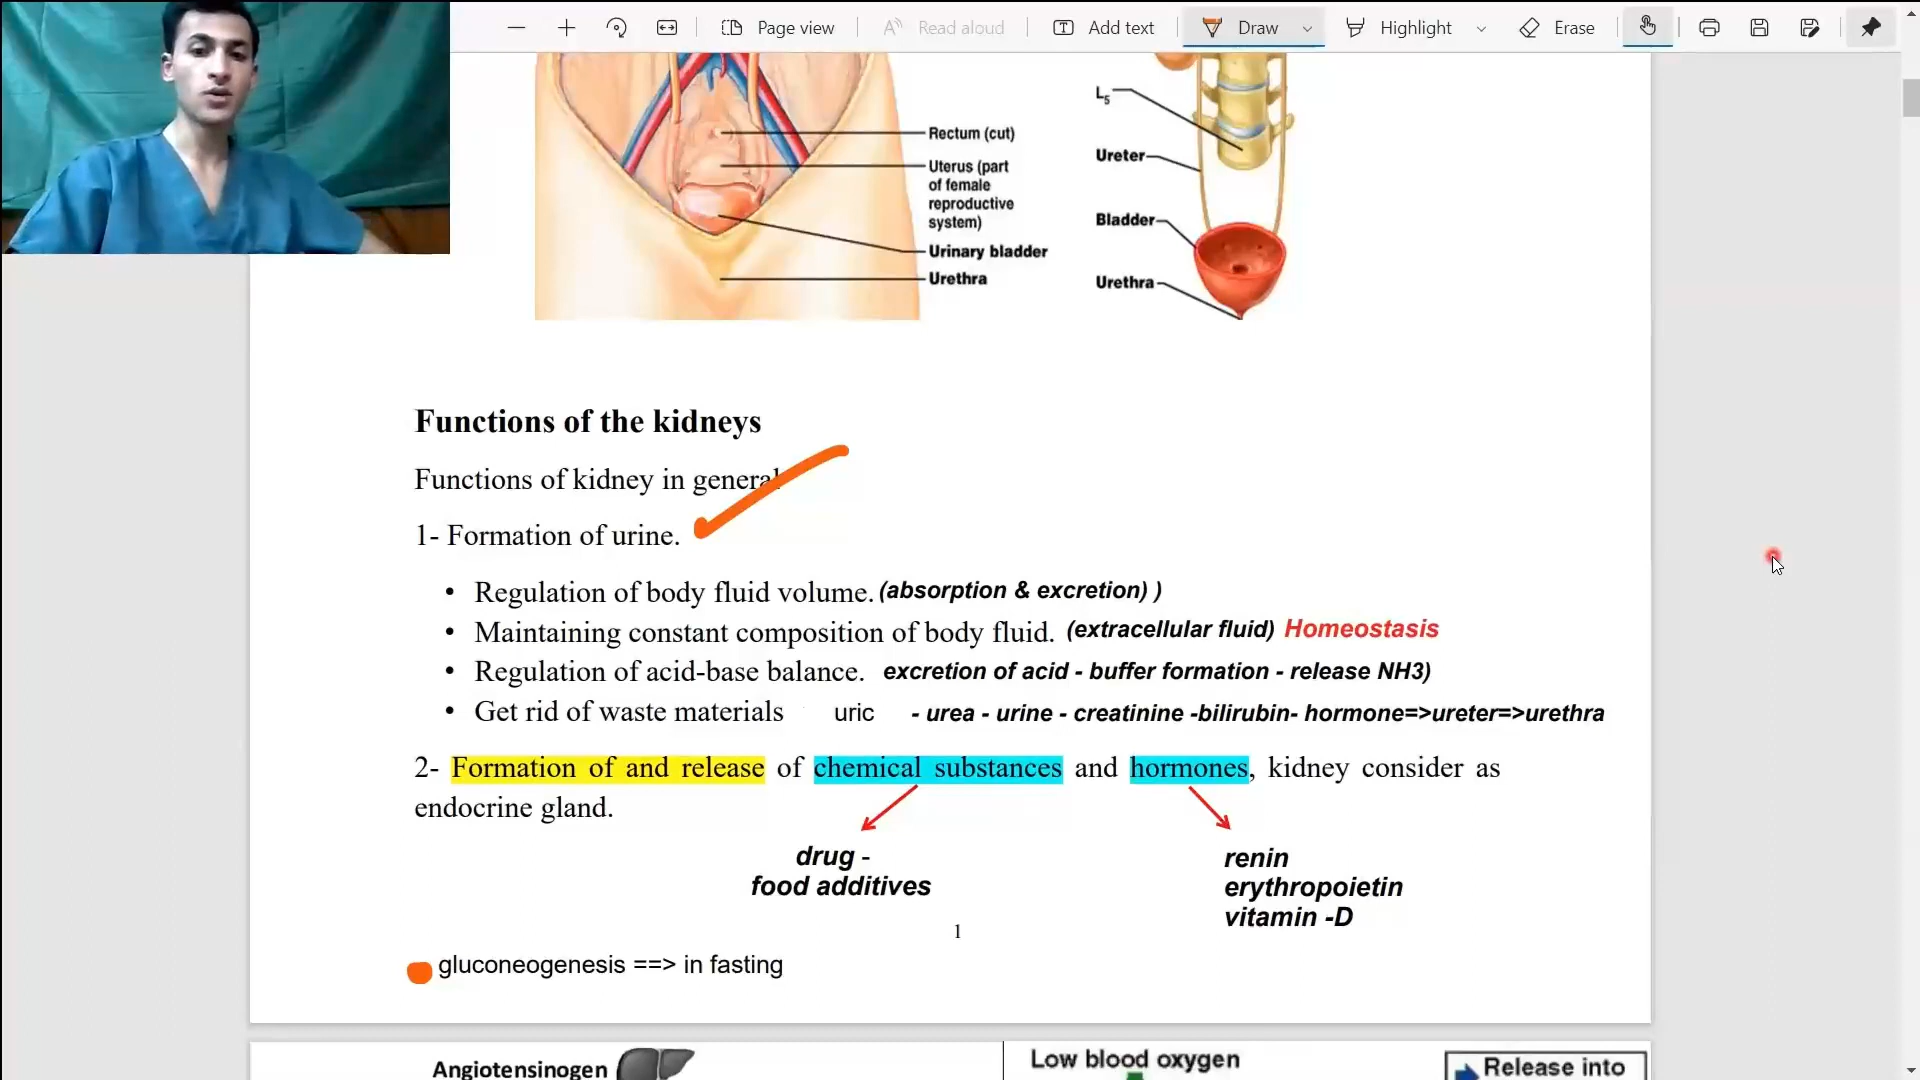 Page view
Read aloud
Add text
Draw
Highlight
Erase
Rectum (cut)
Uterus (part
of female
reproductive
system)
Urinary bladder
Urethra
L5
Ureter
Bladder
Urethra
Functions of the kidneys
Functions of kidney in general
1- Formation of urine.
• Regulation of body fluid volume. (absorption & excretion) )
• Maintaining constant composition of body fluid. (extracellular fluid) Homeostasis
• Regulation of acid-base balance. excretion of acid - buffer formation - release NH3)
• Get rid of waste materials uric - urea - urine - creatinine -bilirubin- hormone=>ureter=>urethra
2- Formation of and release of chemical substances and hormones, kidney consider as
endocrine gland.
drug -
food additives
renin
erythropoietin
vitamin -D
1
gluconeogenesis ==> in fasting
Angiotensinogen
Low blood oxygen
Release into